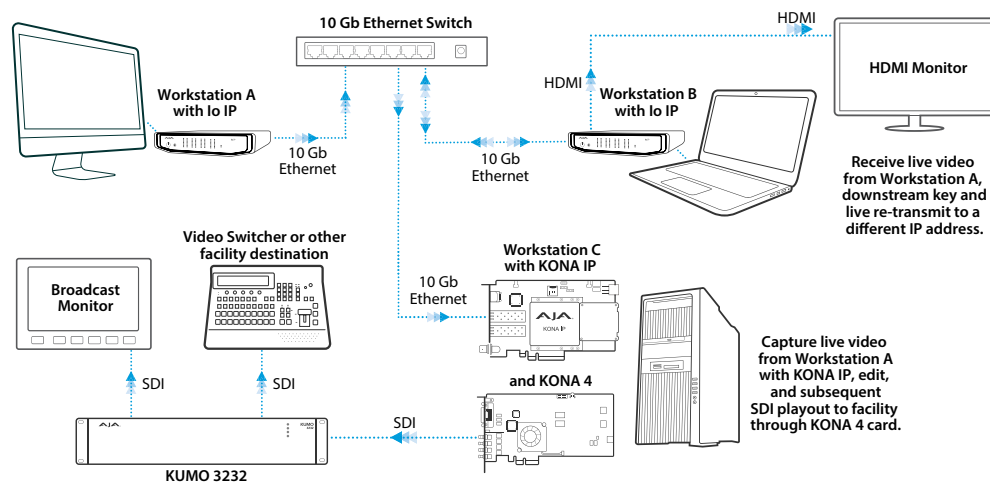 10 Gb Ethernet Switch
HDMI
HDMI
HDMI Monitor
Workstation A
with Io IP
AJA
10 Gb
Ethernet
Workstation B
with Io IP
AJA
10 Gb
Ethernet
Receive live video
from Workstation A,
downstream key and
live re-transmit to a
different IP address.
Video Switcher or other
facility destination
Broadcast
Monitor
10 Gb
Ethernet
Workstation C
with KONA IP
AJA
KONA IP
Capture live video
from Workstation A
with KONA IP, edit,
and subsequent
SDI playout to facility
through KONA 4 card.
and KONA 4
SDI
SDI
SDI
AJA
KUMO
KUMO 3232